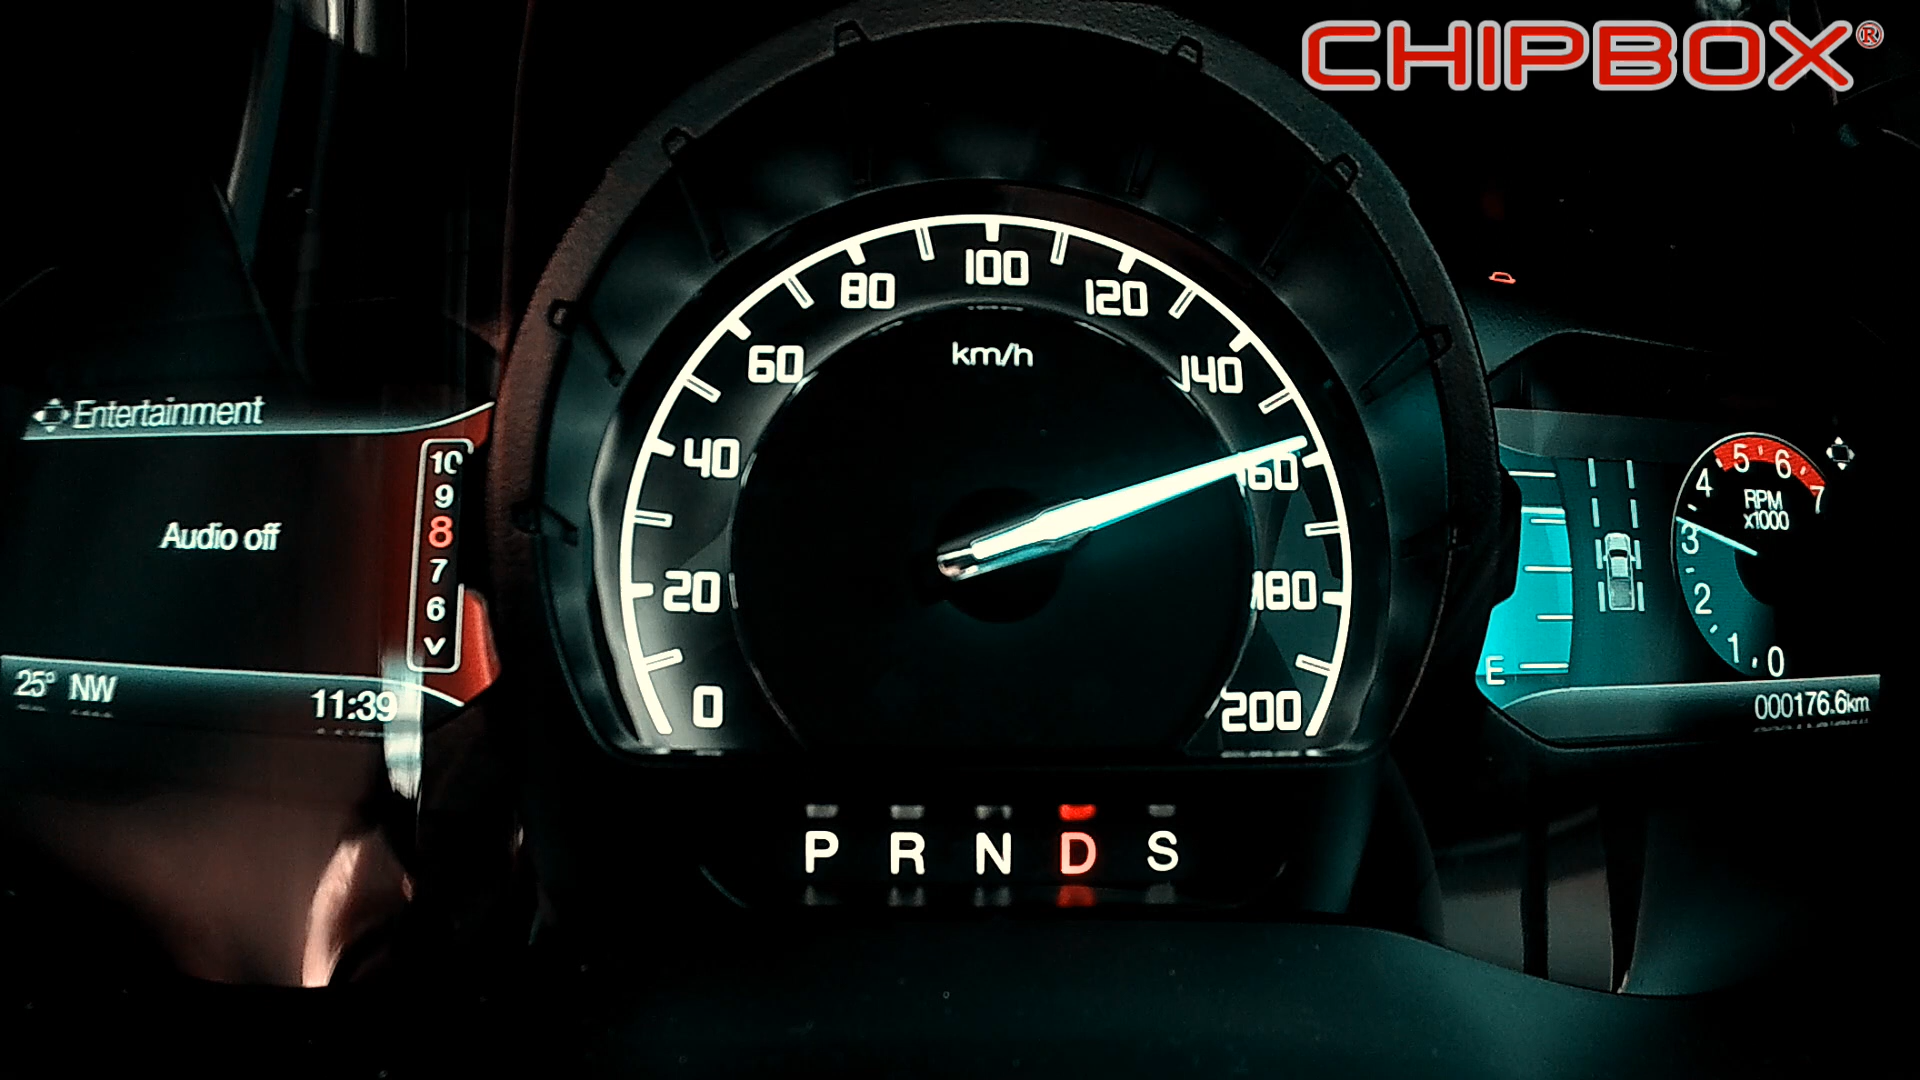 CHIPBOX®
Entertainment
Audio off
10
9
8
7
6
25° NW
11:39
0
20
40
60
80
100
120
140
160
180
200
km/h
P R N D S
E
0
1
2
3
4
5
6
7
RPM
x1000
000176.6km